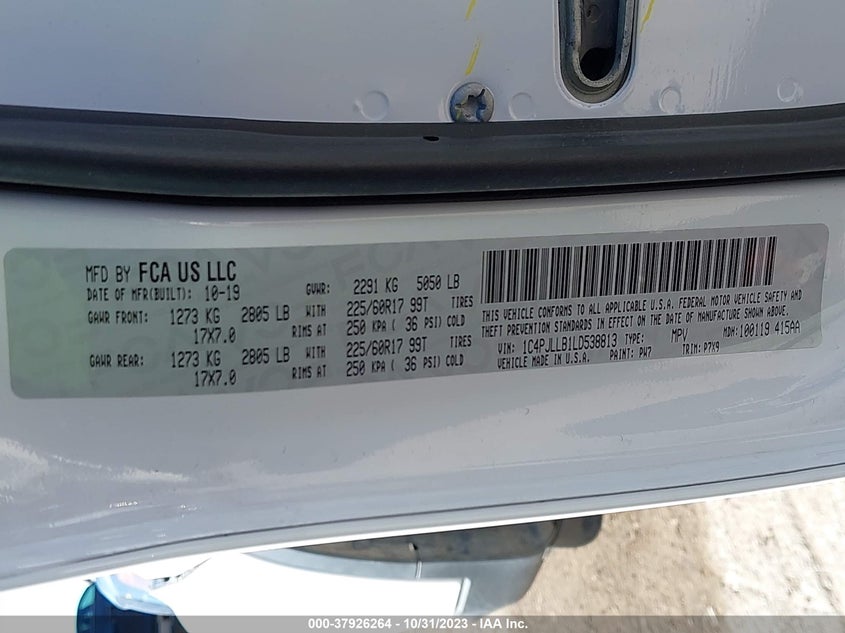 MFD BY FCA US LLC
DATE OF MFR(BUILT): 10-19 GVWR: 2291 KG 5050 LB
GAWR FRONT: 1273 KG 2805 LB WITH 225/60R17 99T TIRES
17X7.0 RIMS AT 250 KPA ( 36 PSI) COLD
GAWR REAR: 1273 KG 2805 LB WITH 225/60R17 99T TIRES
17X7.0 RIMS AT 250 KPA ( 36 PSI) COLD
THIS VEHICLE CONFORMS TO ALL APPLICABLE U.S.A. FEDERAL MOTOR VEHICLE SAFETY AND
THEFT PREVENTION STANDARDS IN EFFECT ON THE DATE OF MANUFACTURE SHOWN ABOVE.
VIN: 1C4PJLLB1LD538813 TYPE: MPV MDH:100119 415AA
VEHICLE MADE IN U.S.A. PAINT: PW7 TRIM: P7X9
000-37926264 - 10/31/2023 - IAA Inc.